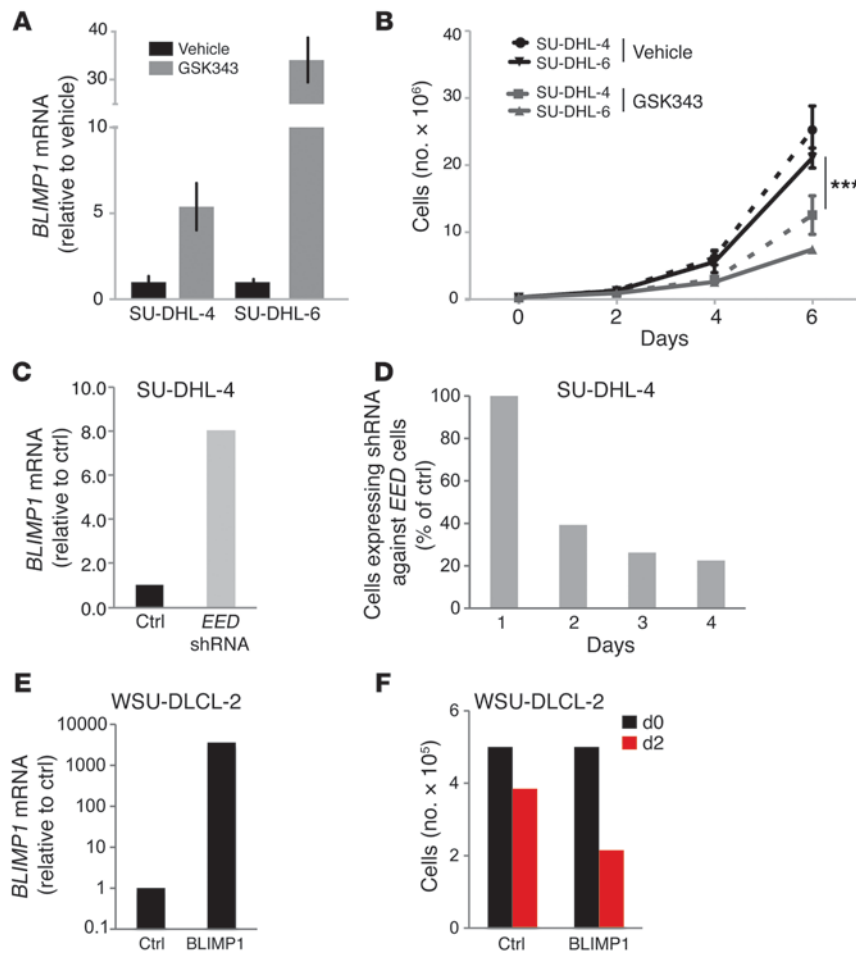 A
BLIMP1 mRNA
(relative to vehicle)
40
30
10
5
0
Vehicle
GSK343
SU-DHL-4
SU-DHL-6
B
Cells (no. × 10⁶)
40
30
20
10
0
SU-DHL-4
SU-DHL-6
Vehicle
SU-DHL-4
SU-DHL-6
GSK343
***
0
2
4
6
Days
C
SU-DHL-4
BLIMP1 mRNA
(relative to ctrl)
10.0
8.0
6.0
4.0
2.0
0.0
Ctrl
EED
shRNA
D
SU-DHL-4
Cells expressing shRNA
against EED cells
(% of ctrl)
100
80
60
40
20
0
1
2
3
4
Days
E
WSU-DLCL-2
BLIMP1 mRNA
(relative to ctrl)
10000
1000
100
10
1
0.1
Ctrl
BLIMP1
F
WSU-DLCL-2
Cells (no. × 10⁵)
6
4
2
0
d0
d2
Ctrl
BLIMP1